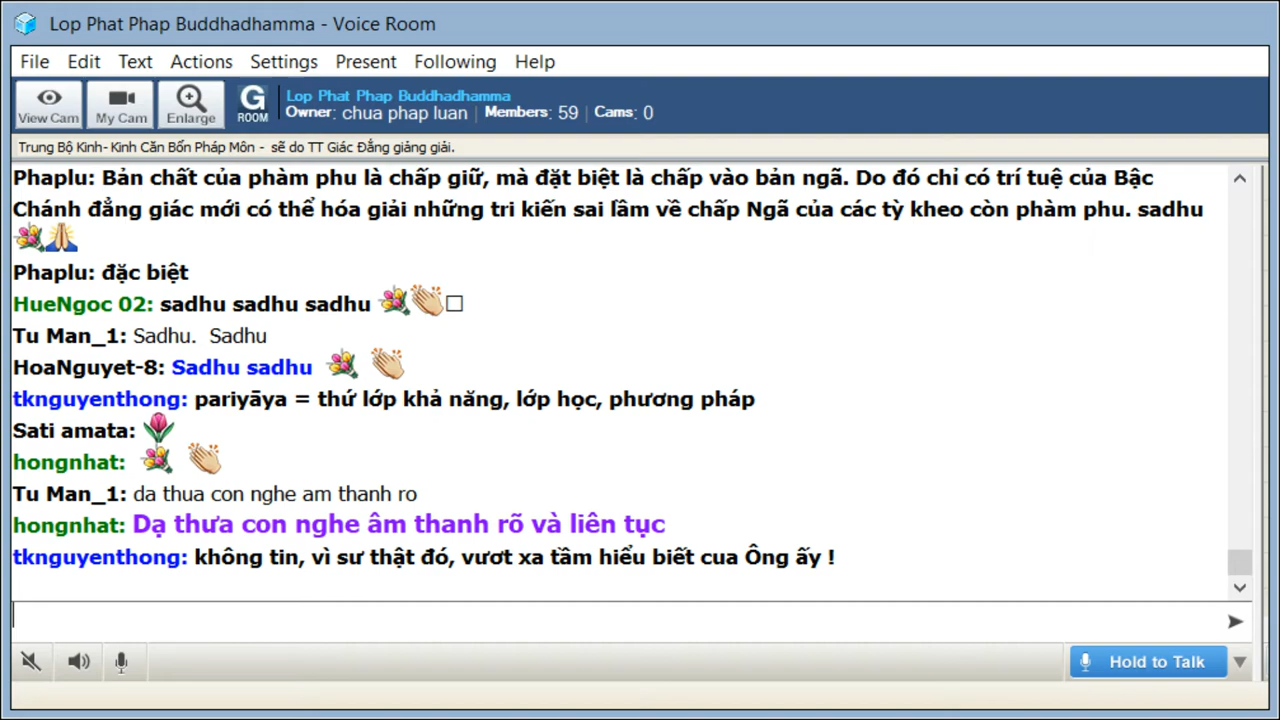 Lop Phat Phap Buddhadhamma - Voice Room
File Edit Text Actions Settings Present Following Help
View Cam My Cam Enlarge G ROOM Lop Phat Phap Buddhadhamma
Owner: chua phap luan | Members: 59 | Cams: 0
Trung Bộ Kinh- Kinh Căn Bổn Pháp Môn - sẽ do TT Giác Đẳng giảng giải.
Phaplu: Bản chất của phàm phu là chấp giữ, mà đặt biệt là chấp vào bản ngã. Do đó chỉ có trí tuệ của Bậc
Chánh đẳng giác mới có thể hóa giải những tri kiến sai lầm về chấp Ngã của các tỳ kheo còn phàm phu. sadhu
Phaplu: đặc biệt
HueNgoc 02: sadhu sadhu sadhu
Tu Man_1: Sadhu. Sadhu
HoaNguyet-8: Sadhu sadhu
tknguyenthong: pariyāya = thứ lớp khả năng, lớp học, phương pháp
Sati amata:
hongnhat:
Tu Man_1: da thua con nghe am thanh ro
hongnhat: Dạ thưa con nghe âm thanh rõ và liên tục
tknguyenthong: không tin, vì sư thật đó, vươt xa tầm hiểu biết cua Ông ấy !
Hold to Talk